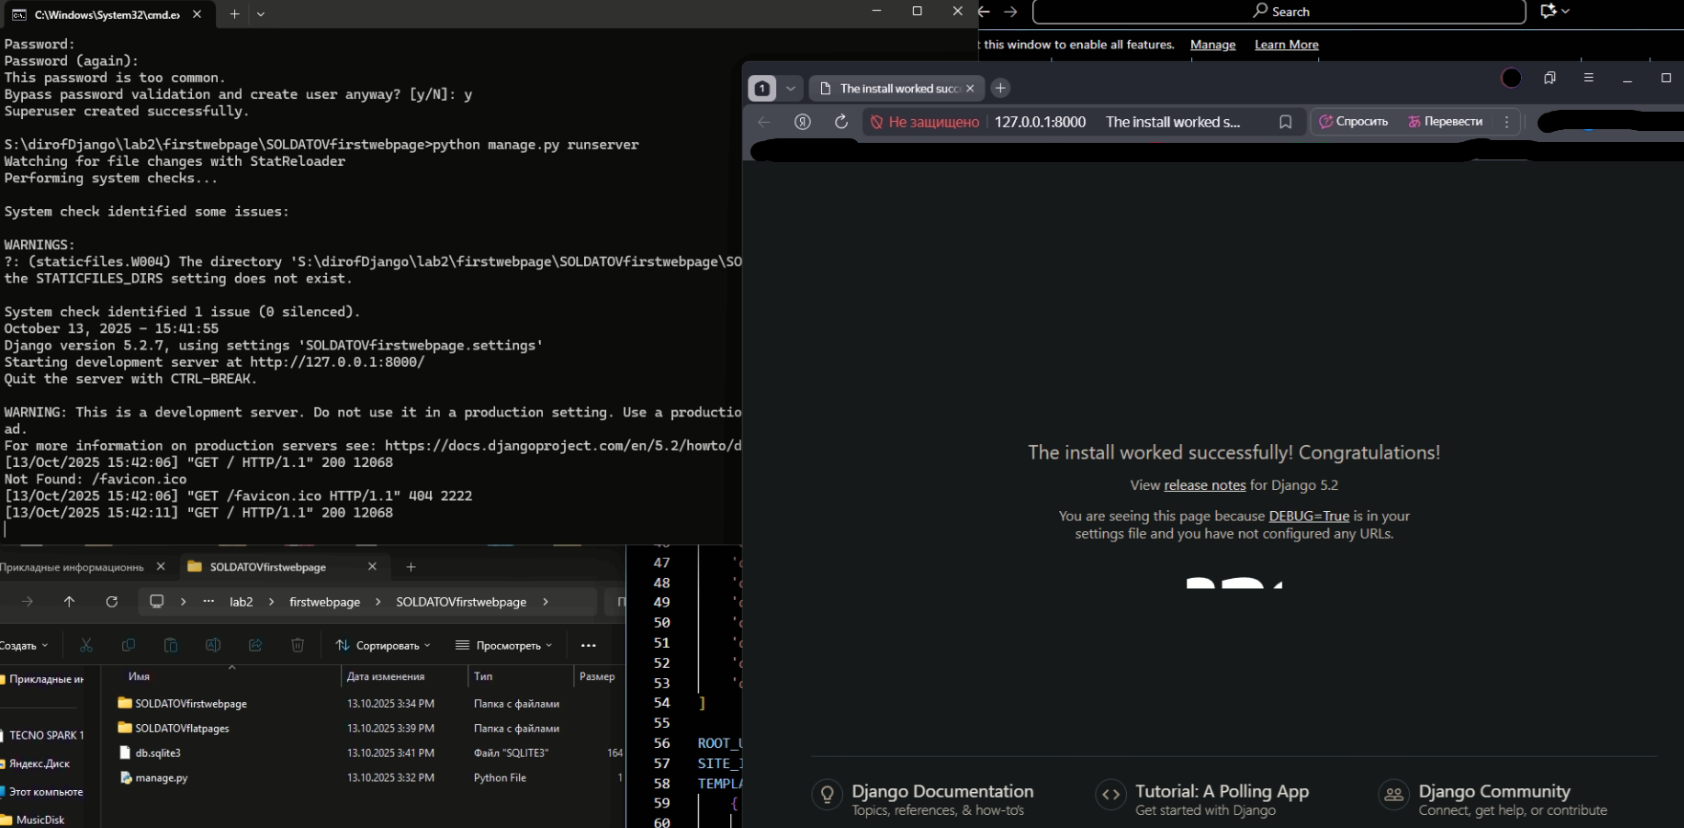 C:\Windows\System32\cmd.e
Password:
Password (again):
This password is too common.
Bypass password validation and create user anyway? [y/N]: y
Superuser created successfully.
S:\dirofDjango\lab2\firstwebpage\SOLDATOVfirstwebpage>python manage.py runserver
Watching for file changes with StatReloader
Performing system checks...
System check identified some issues:
WARNINGS:
?: (staticfiles.W004) The directory 'S:\dirofDjango\lab2\firstwebpage\SOLDATOVfirstwebpage\SO
the STATICFILES_DIRS setting does not exist.
System check identified 1 issue (0 silenced).
October 13, 2025 - 15:41:55
Django version 5.2.7, using settings 'SOLDATOVfirstwebpage.settings'
Starting development server at http://127.0.0.1:8000/
Quit the server with CTRL-BREAK.
WARNING: This is a development server. Do not use it in a production setting. Use a productio
ad.
For more information on production servers see: https://docs.djangoproject.com/en/5.2/howto/d
[13/Oct/2025 15:42:06] "GET / HTTP/1.1" 200 12068
Not Found: /favicon.ico
[13/Oct/2025 15:42:06] "GET /favicon.ico HTTP/1.1" 404 2222
[13/Oct/2025 15:42:11] "GET / HTTP/1.1" 200 12068
Search
t this window to enable all features. Manage Learn More
1 The install worked succ
Не защищено 127.0.0.1:8000 The install worked s... Спросить Перевести
The install worked successfully! Congratulations!
View release notes for Django 5.2
You are seeing this page because DEBUG=True is in your
settings file and you have not configured any URLs.
Django Documentation
Topics, references, & how-to's
Tutorial: A Polling App
Get started with Django
Django Community
Connect, get help, or contribute
Прикладные информационнь SOLDATOVfirstwebpage
lab2 firstwebpage SOLDATOVfirstwebpage П
Создать Сортировать Просмотреть
Имя Дата изменения Тип Размер
SOLDATOVfirstwebpage 13.10.2025 3:34 PM Папка с файлами
SOLDATOVflatpages 13.10.2025 3:39 PM Папка с файлами
db.sqlite3 13.10.2025 3:41 PM Файл "SQLITE3" 164
manage.py 13.10.2025 3:32 PM Python File 1
Прикладные ин
TECNO SPARK 1
Яндекс.Диск
Этот компьюте
MusicDisk
47
48
49
50
51
52
53
54 ]
55
56 ROOT_U
57 SITE_I
58 TEMPLA
59 {
60